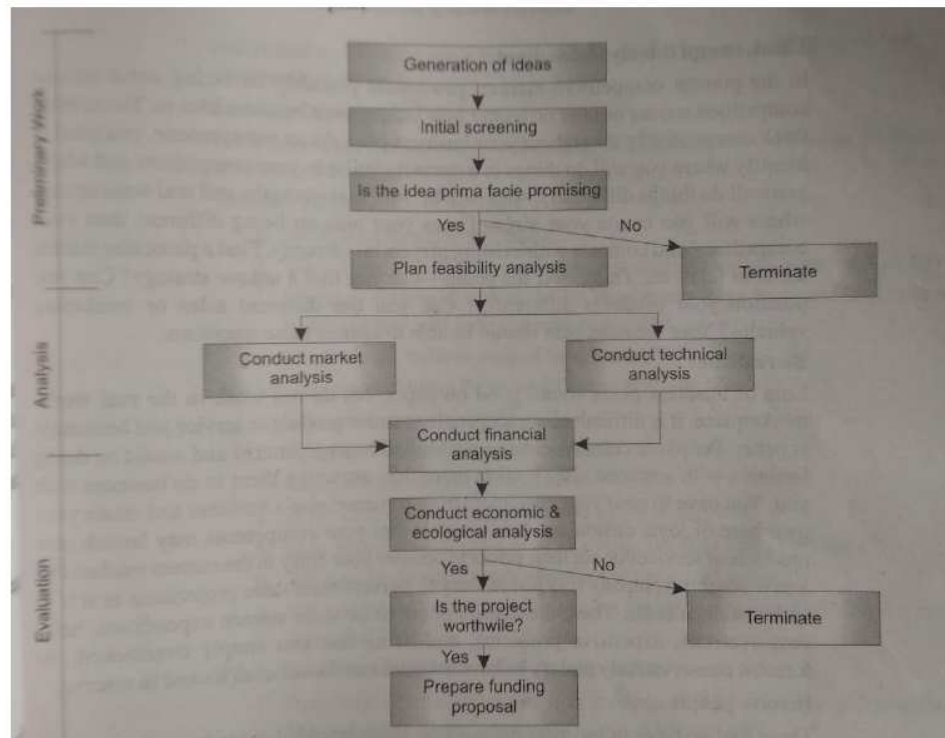 Generation of ideas
Preliminary Work
Initial screening
Is the idea prima facie promising
Yes
No
Plan feasibility analysis
Terminate
Analysis
Conduct market
analysis
Conduct technical
analysis
Conduct financial
analysis
Evaluation
Conduct economic &
ecological analysis
Yes
No
Is the project
worthwile?
Terminate
Yes
Prepare funding
proposal